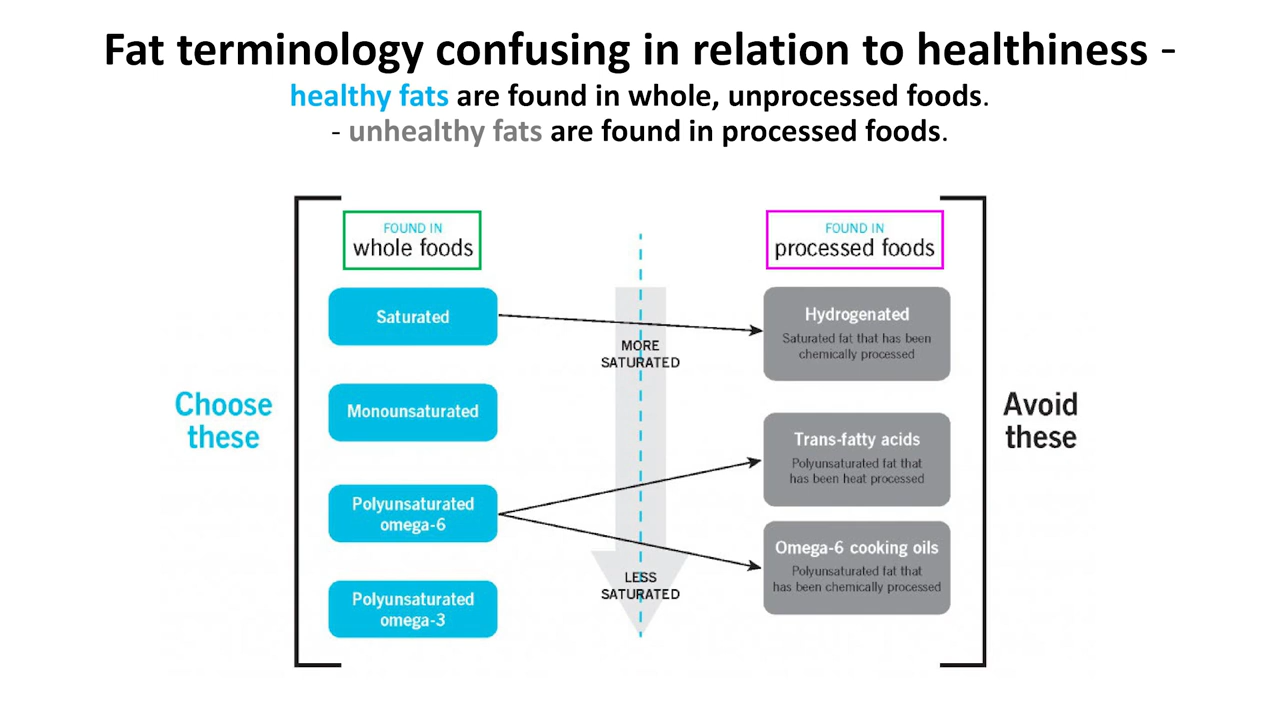 Fat terminology confusing in relation to healthiness -
healthy fats are found in whole, unprocessed foods.
- unhealthy fats are found in processed foods.
FOUND IN
whole foods
FOUND IN
processed foods
Saturated
Hydrogenated
Saturated fat that has been
chemically processed
MORE
SATURATED
Choose
these
Monounsaturated
Avoid
these
Trans-fatty acids
Polyunsaturated fat that
has been heat processed
Polyunsaturated
omega-6
Omega-6 cooking oils
Polyunsaturated fat that
has been chemically processed
LESS
SATURATED
Polyunsaturated
omega-3